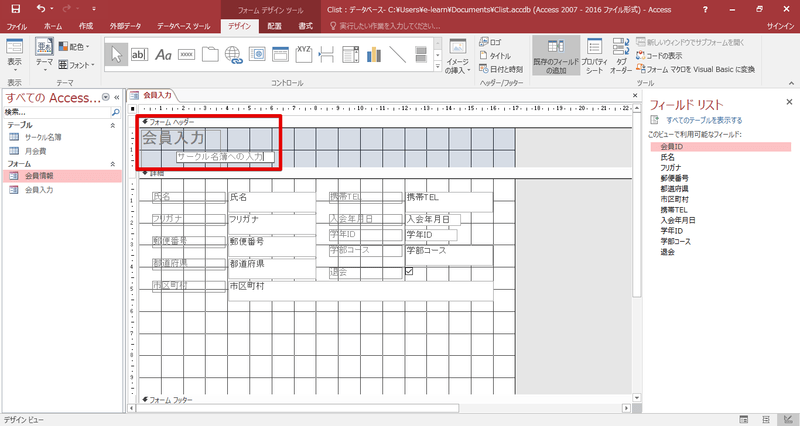 フォーム デザイン ツール
Clist : データベース- C:¥Users¥e-learn¥Documents¥Clist.accdb (Access 2007 - 2016 ファイル形式) - Access
ファイル ホーム 作成 外部データ データベース ツール デザイン 配置 書式 実行したい作業を入力してください... サインイン
表示
表示
亜
テーマ
配色
フォント
テーマ
ab|
Aa
XYZ
コントロール
イメージ
の挿入
ロゴ
タイトル
日付と時刻
ヘッダー/フッター
既存のフィールド
の追加
プロパティ
シート
タブ
オーダー
新しいウィンドウでサブフォームを開く
コードの表示
フォーム マクロを Visual Basic に変換
ツール
すべての Access...
検索...
テーブル
サークル名簿
月会費
フォーム
会員情報
会員入力
会員入力
フォーム ヘッダー
会員入力
サークル名簿への入力
詳細
氏名 氏名 携帯TEL 携帯TEL
フリガナ フリガナ 入会年月日 入会年月日
学年ID 学年ID
郵便番号 郵便番号 学部コース 学部コース
都道府県 都道府県 退会
市区町村 市区町村
フォーム フッター
フィールド リスト
すべてのテーブルを表示する
このビューで利用可能なフィールド:
会員ID
氏名
フリガナ
郵便番号
都道府県
市区町村
携帯TEL
入会年月日
学年ID
学部コース
退会
デザイン ビュー